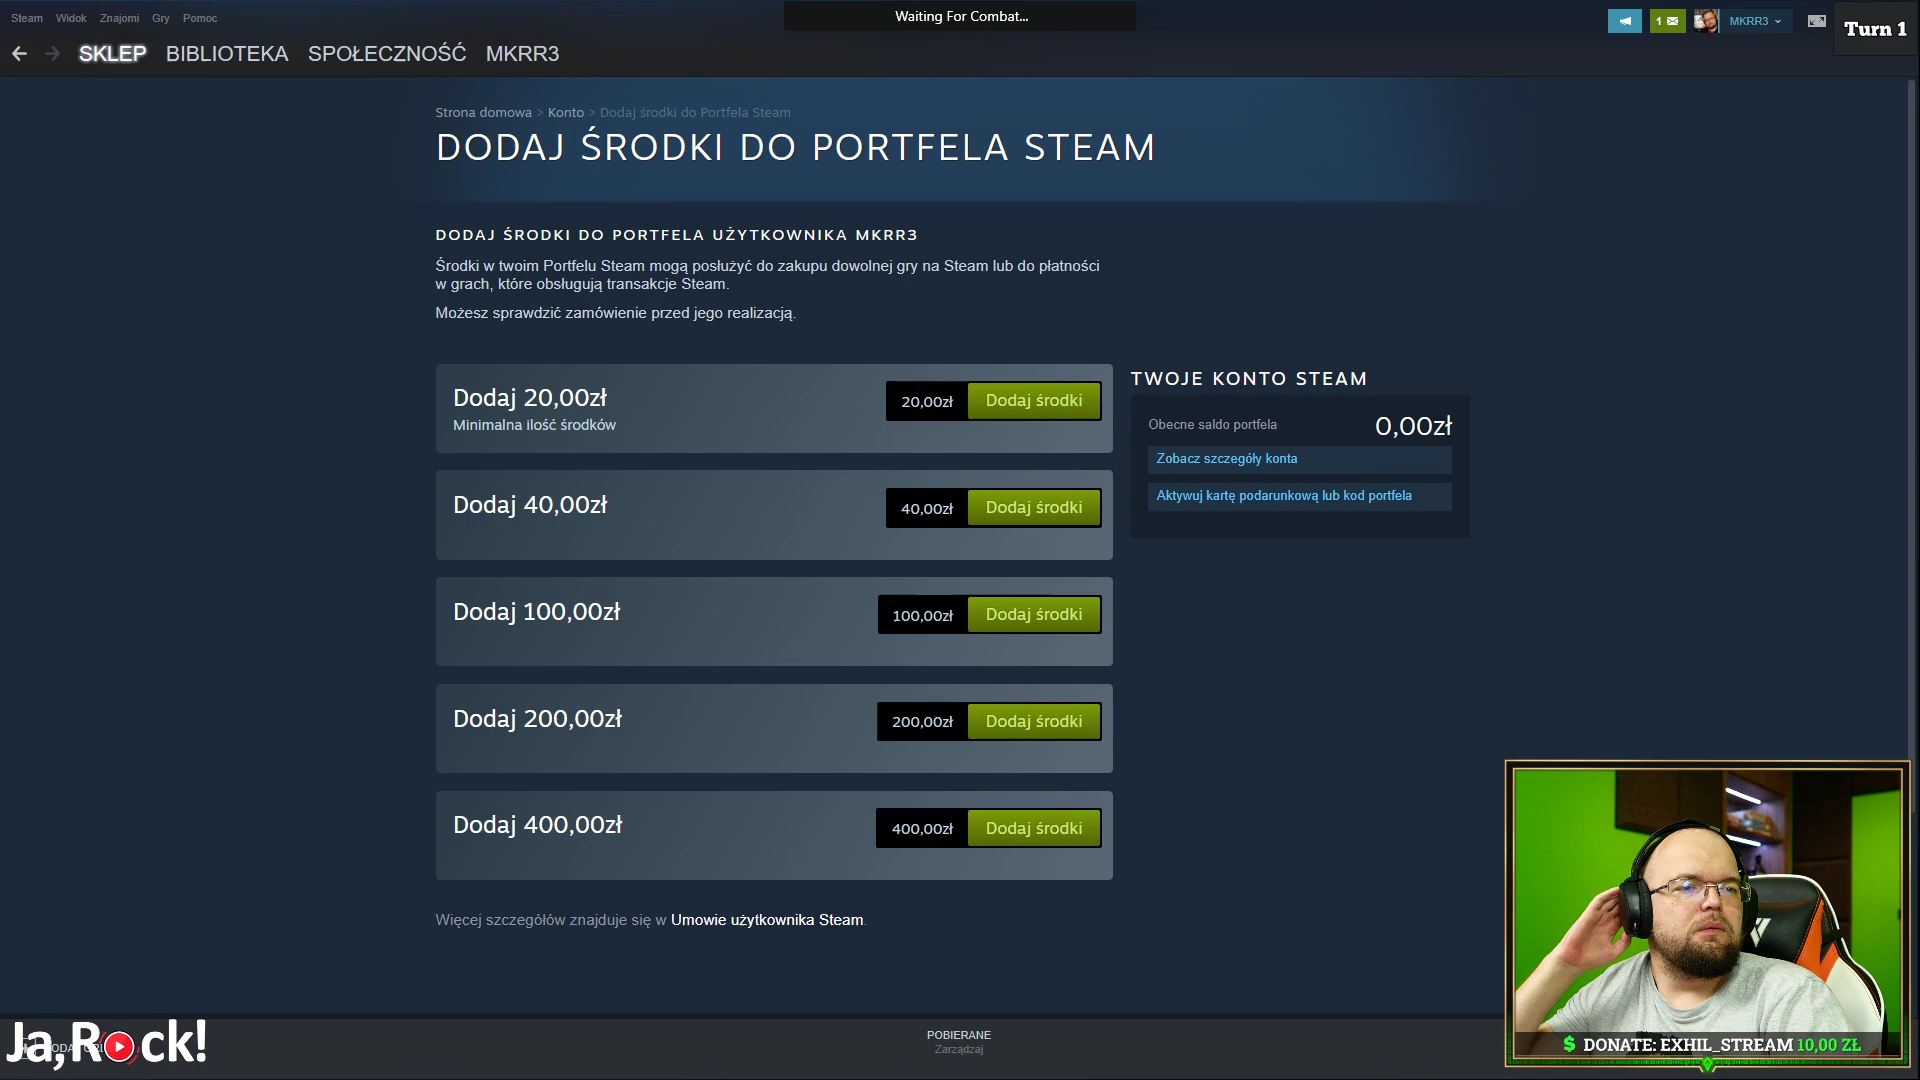 Steam Widok Znajomi Gry Pomoc
Waiting For Combat...
1
MKRR3
Turn 1
SKLEP BIBLIOTEKA SPOŁECZNOŚĆ MKRR3
Strona domowa > Konto > Dodaj środki do Portfela Steam
DODAJ ŚRODKI DO PORTFELA STEAM
DODAJ ŚRODKI DO PORTFELA UŻYTKOWNIKA MKRR3
Środki w twoim Portfelu Steam mogą posłużyć do zakupu dowolnej gry na Steam lub do płatności
w grach, które obsługują transakcje Steam.
Możesz sprawdzić zamówienie przed jego realizacją.
Dodaj 20,00zł
Minimalna ilość środków
20,00zł Dodaj środki
Dodaj 40,00zł
40,00zł Dodaj środki
Dodaj 100,00zł
100,00zł Dodaj środki
Dodaj 200,00zł
200,00zł Dodaj środki
Dodaj 400,00zł
400,00zł Dodaj środki
Więcej szczegółów znajduje się w Umowie użytkownika Steam.
TWOJE KONTO STEAM
Obecne saldo portfela 0,00zł
Zobacz szczegóły konta
Aktywuj kartę podarunkową lub kod portfela
Ja,Rock!
POBIERANE
Zarządzaj
$ DONATE: EXHIL_STREAM 10,00 ZŁ